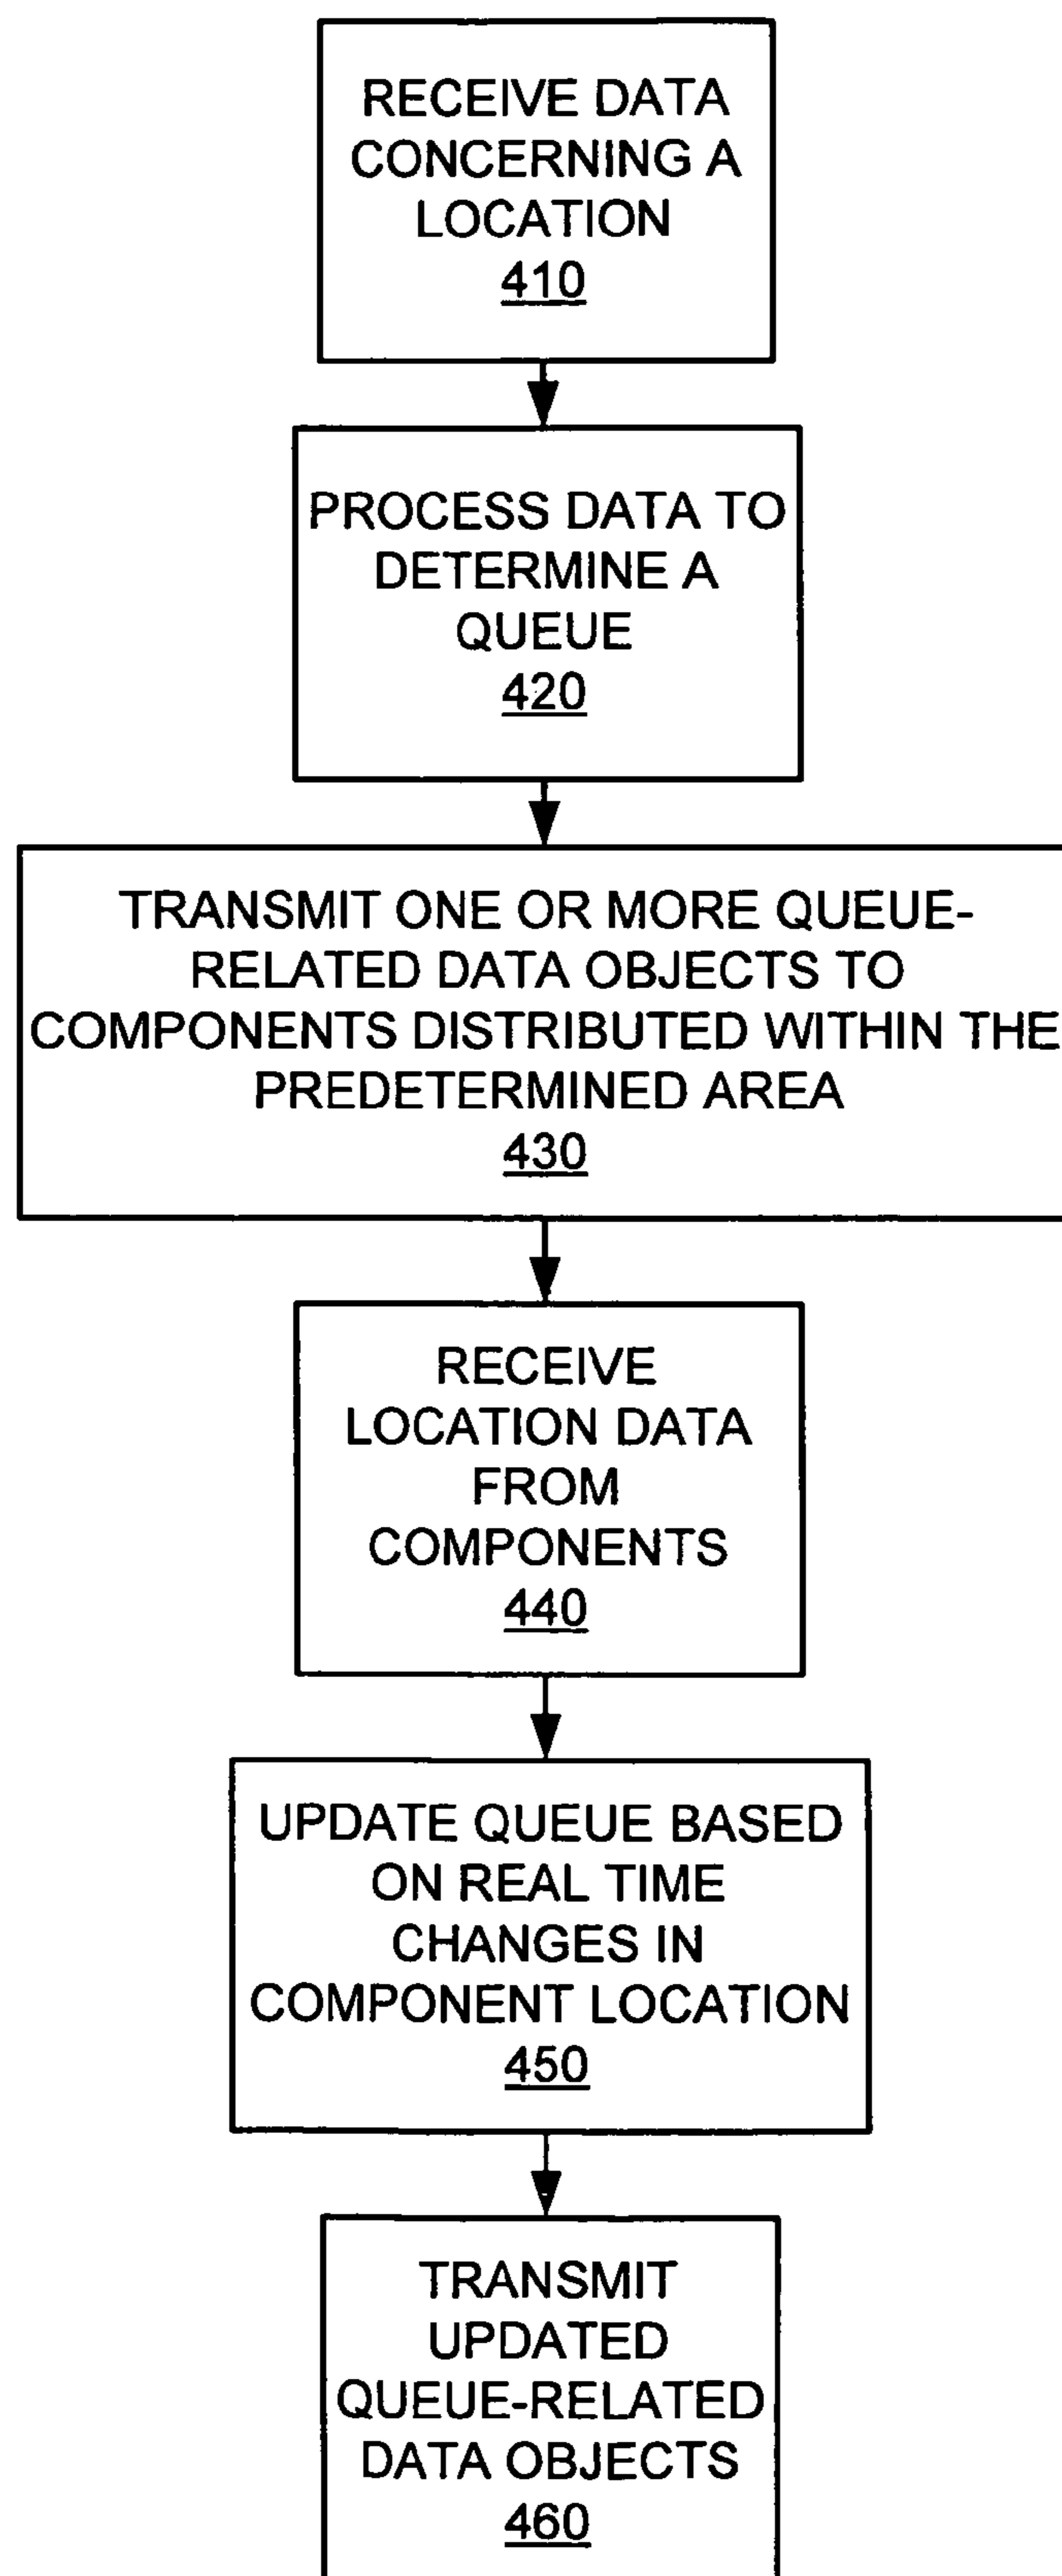 RECEIVE DATA
CONCERNING A
LOCATION
410
PROCESS DATA TO
DETERMINE A
QUEUE
420
TRANSMIT ONE OR MORE QUEUE-
RELATED DATA OBJECTS TO
COMPONENTS DISTRIBUTED WITHIN THE
PREDETERMINED AREA
430
RECEIVE
LOCATION DATA
FROM
COMPONENTS
440
UPDATE QUEUE BASED
ON REAL TIME
CHANGES IN
COMPONENT LOCATION
450
TRANSMIT
UPDATED
QUEUE-RELATED
DATA OBJECTS
460